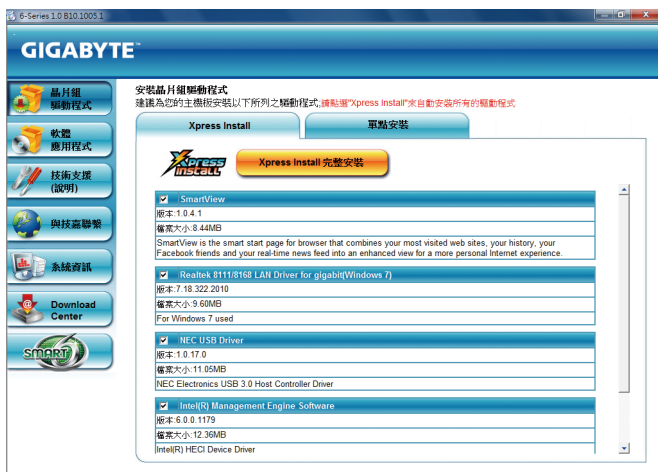 6-Series 1.0 B10.1005.1
GIGABYTE™
晶片組
驅動程式
軟體
應用程式
技術支援
(說明)
與技嘉聯繫
系統資訊
Download
Center
SMART
安裝晶片組驅動程式
建議為您的主機板安裝以下所列之驅動程式;請點選"Xpress Install"來自動安裝所有的驅動程式
Xpress Install
單點安裝
Xpress
INSTALL
Xpress Install 完整安裝
SmartView
版本:1.0.4.1
檔案大小:8.44MB
SmartView is the smart start page for browser that combines your most visited web sites, your history, your
Facebook friends and your real-time news feed into an enhanced view for a more personal Internet experience.
Realtek 8111/8168 LAN Driver for gigabit(Windows 7)
版本:7.18.322.2010
檔案大小:9.60MB
For Windows 7 used
NEC USB Driver
版本:1.0.17.0
檔案大小:11.05MB
NEC Electronics USB 3.0 Host Controller Driver
Intel(R) Management Engine Software
版本:6.0.0.1179
檔案大小:12.36MB
Intel(R) HECI Device Driver